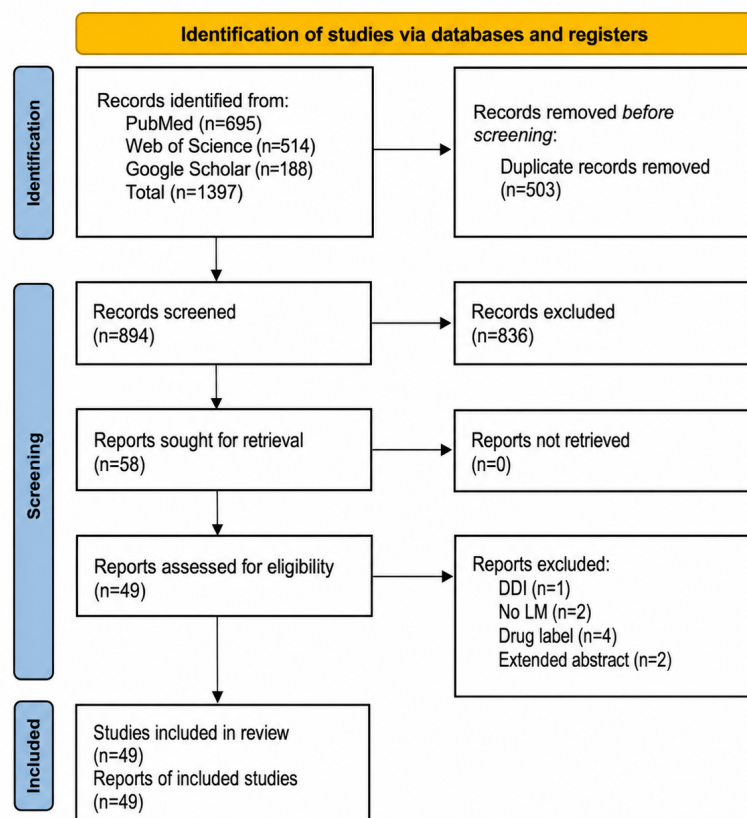 Identification of studies via databases and registers
Identification
Records identified from:
PubMed (n=695)
Web of Science (n=514)
Google Scholar (n=188)
Total (n=1397)
Records removed before
screening:
Duplicate records removed
(n=503)
Screening
Records screened
(n=894)
Records excluded
(n=836)
Reports sought for retrieval
(n=58)
Reports not retrieved
(n=0)
Reports assessed for eligibility
(n=49)
Reports excluded:
DDI (n=1)
No LM (n=2)
Drug label (n=4)
Extended abstract (n=2)
Included
Studies included in review
(n=49)
Reports of included studies
(n=49)